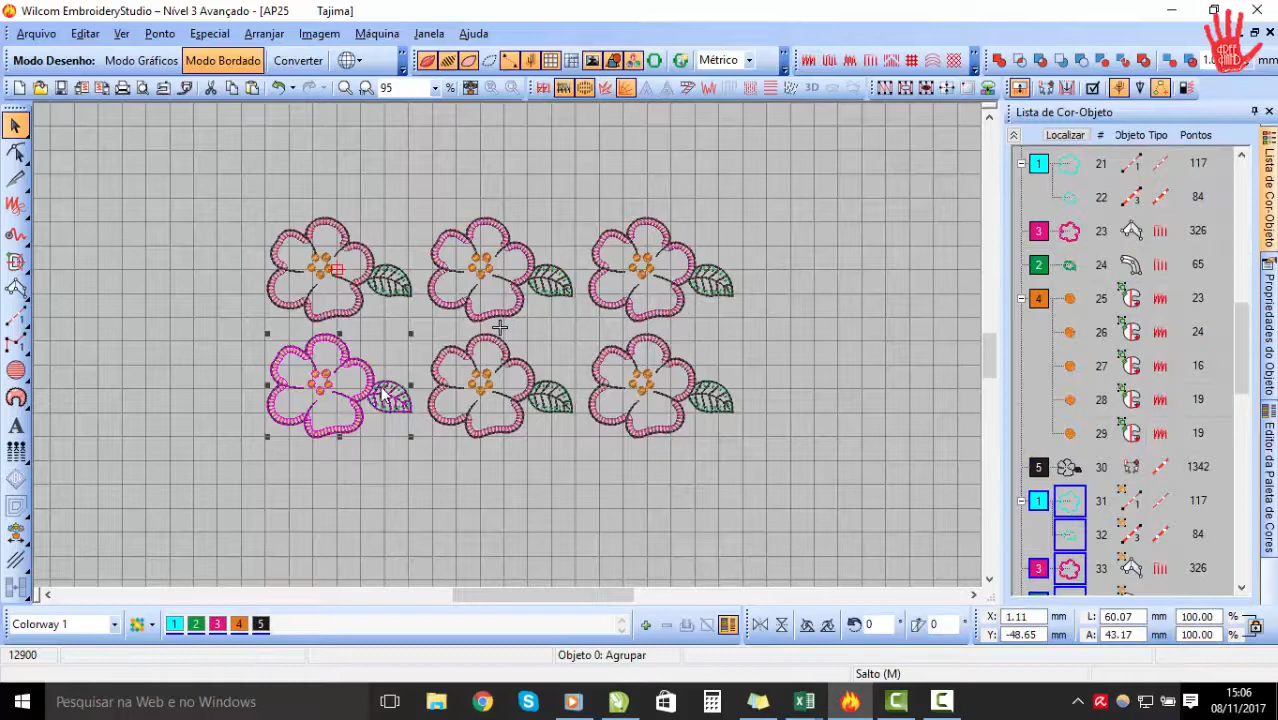 Wilcom EmbroideryStudio – Nível 3 Avançado - [AP25 Tajima]
Arquivo Editar Ver Ponto Especial Arranjar Imagem Máquina Janela Ajuda
Modo Desenho: Modo Gráficos Modo Bordado Converter Métrico
95 % 3D
Lista de Cor-Objeto
Localizar # Objeto Tipo Pontos
1 21 117
22 84
3 23 326
2 24 65
4 25 23
26 24
27 16
28 19
29 19
5 30 1342
1 31 117
32 84
3 33 326
Lista de Cor-Objeto
Propriedades do Objeto
Editor da Paleta de Cores
Colorway 1 1 2 3 4 5 0 ° 0 °
X: 1.11 mm L: 60.07 mm 100.00 %
Y: -48.65 mm A: 43.17 mm 100.00 %
12900 Objeto 0: Agrupar
Salto (M)
Pesquisar na Web e no Windows
15:06
08/11/2017